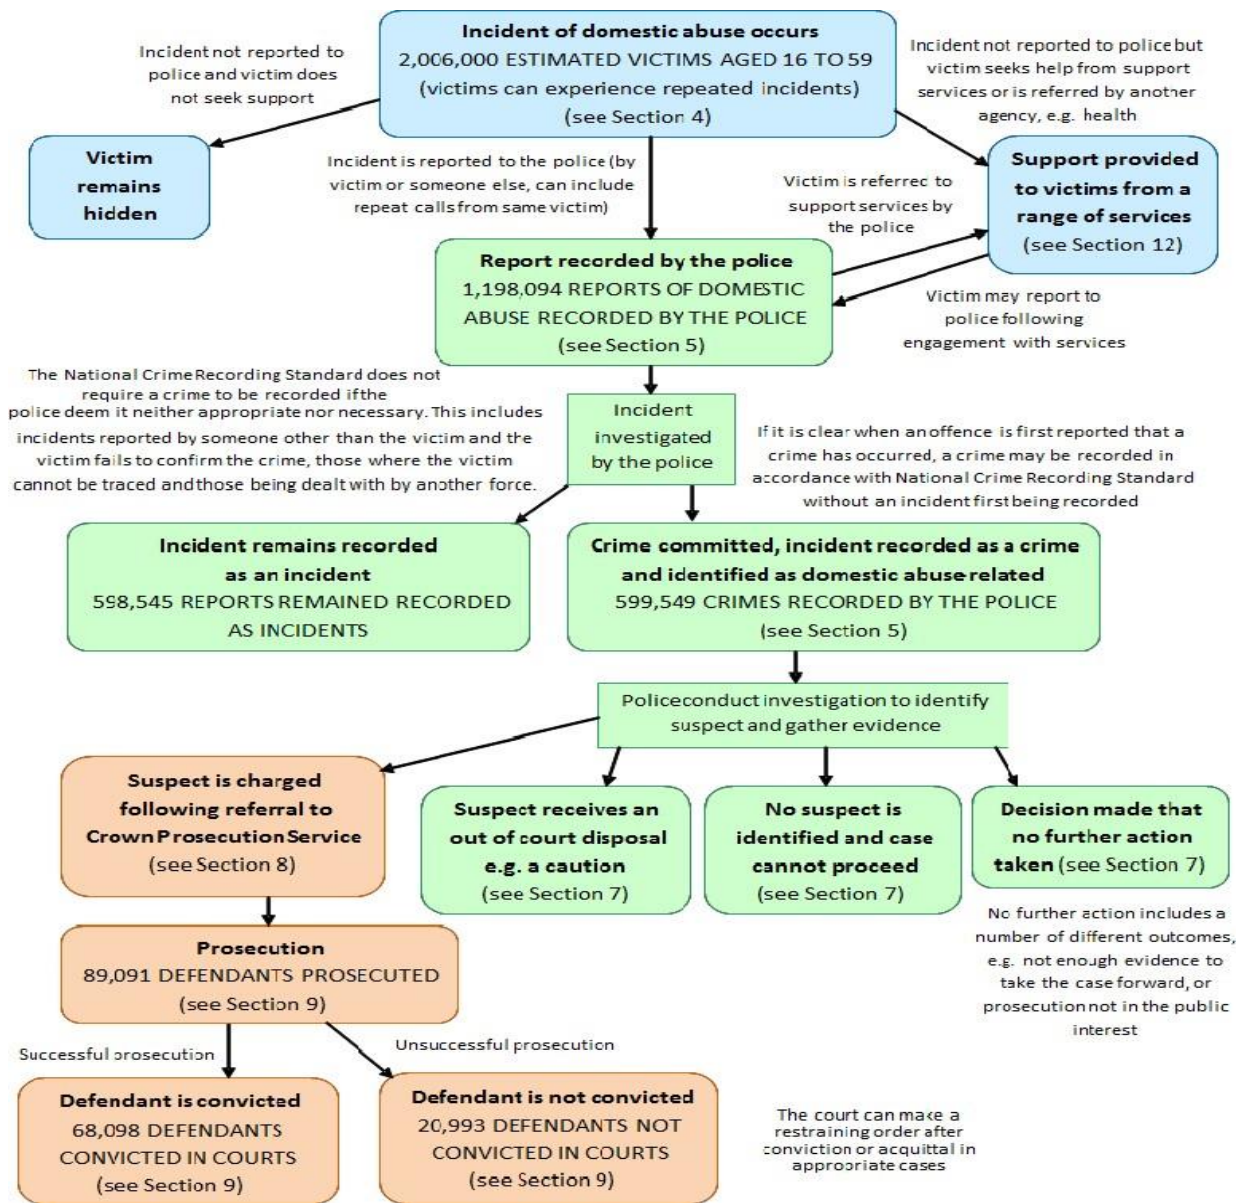 Incident of domestic abuse occurs
2,006,000 ESTIMATED VICTIMS AGED 16 TO 59
(victims can experience repeated incidents)
(see Section 4)
Incident not reported to
police and victim does
not seek support
Incident not reported to police but
victim seeks help from support
services or is referred by another
agency, e.g. health
Victim
remains
hidden
Incident is reported to the police (by
victim or someone else, can include
repeat calls from same victim)
Victim is referred to
support services by
the police
Support provided
to victims from a
range of services
(see Section 12)
Report recorded by the police
1,198,094 REPORTS OF DOMESTIC
ABUSE RECORDED BY THE POLICE
(see Section 5)
Victim may report to
police following
engagement with services
The National Crime Recording Standard does not
require a crime to be recorded if the
police deem it neither appropriate nor necessary. This includes
incidents reported by someone other than the victim and the
victim fails to confirm the crime, those where the victim
cannot be traced and those being dealt with by another force.
Incident
investigated
by the police
If it is clear when an offence is first reported that a
crime has occurred, a crime may be recorded in
accordance with National Crime Recording Standard
without an incident first being recorded
Incident remains recorded
as an incident
598,545 REPORTS REMAINED RECORDED
AS INCIDENTS
Crime committed, incident recorded as a crime
and identified as domestic abuse-related
599,549 CRIMES RECORDED BY THE POLICE
(see Section 5)
Police conduct investigation to identify
suspect and gather evidence
Suspect is charged
following referral to
Crown Prosecution Service
(see Section 8)
Suspect receives an
out of court disposal
e.g. a caution
(see Section 7)
No suspect is
identified and case
cannot proceed
(see Section 7)
Decision made that
no further action
taken (see Section 7)
No further action includes a
number of different outcomes,
e.g. not enough evidence to
take the case forward, or
prosecution not in the public
interest
Prosecution
89,091 DEFENDANTS PROSECUTED
(see Section 9)
Successful prosecution
Unsuccessful prosecution
Defendant is convicted
68,098 DEFENDANTS
CONVICTED IN COURTS
(see Section 9)
Defendant is not convicted
20,993 DEFENDANTS NOT
CONVICTED IN COURTS
(see Section 9)
The court can make a
restraining order after
conviction or acquittal in
appropriate cases